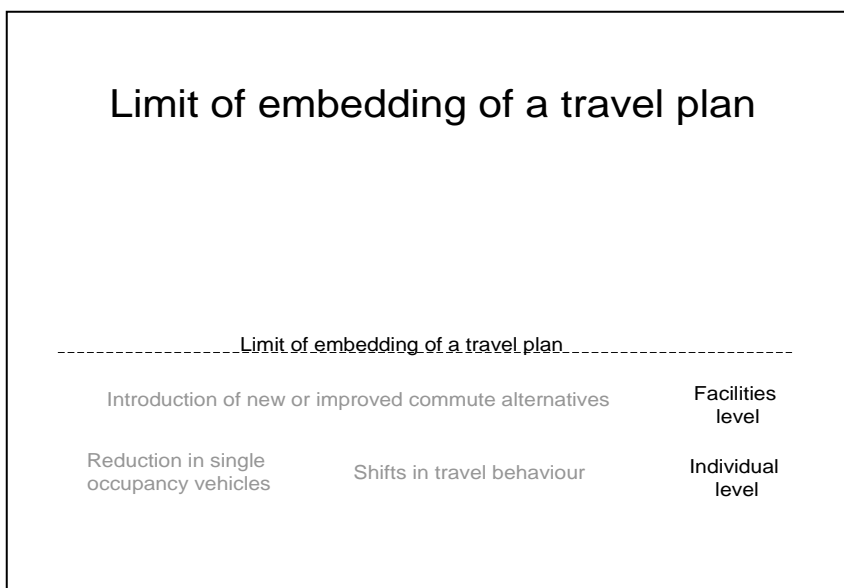 Limit of embedding of a travel plan
Limit of embedding of a travel plan
Introduction of new or improved commute alternatives
Facilities
level
Reduction in single
occupancy vehicles
Shifts in travel behaviour
Individual
level